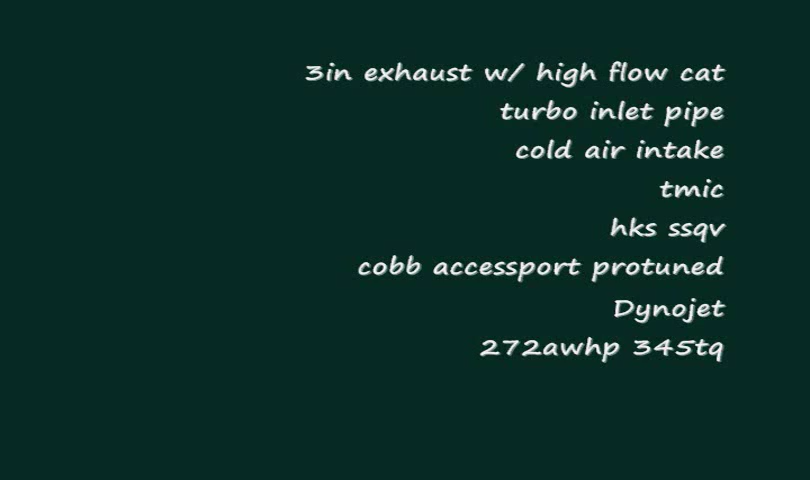 3in exhaust w/ high flow cat
turbo inlet pipe
cold air intake
tmic
hks ssqv
cobb accessport protuned
Dynojet
272awhp 345tq